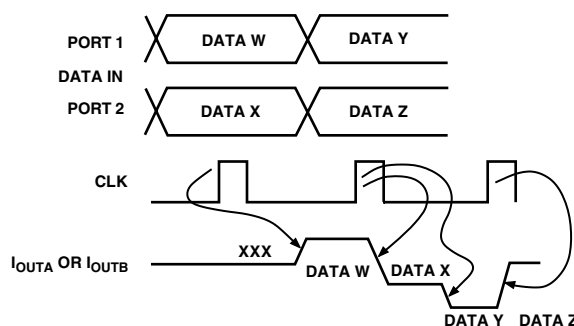 PORT 1
DATA W
DATA Y
DATA IN
PORT 2
DATA X
DATA Z
CLK
XXX
IOUTA OR IOUTB
DATA W
DATA X
DATA Y
DATA Z